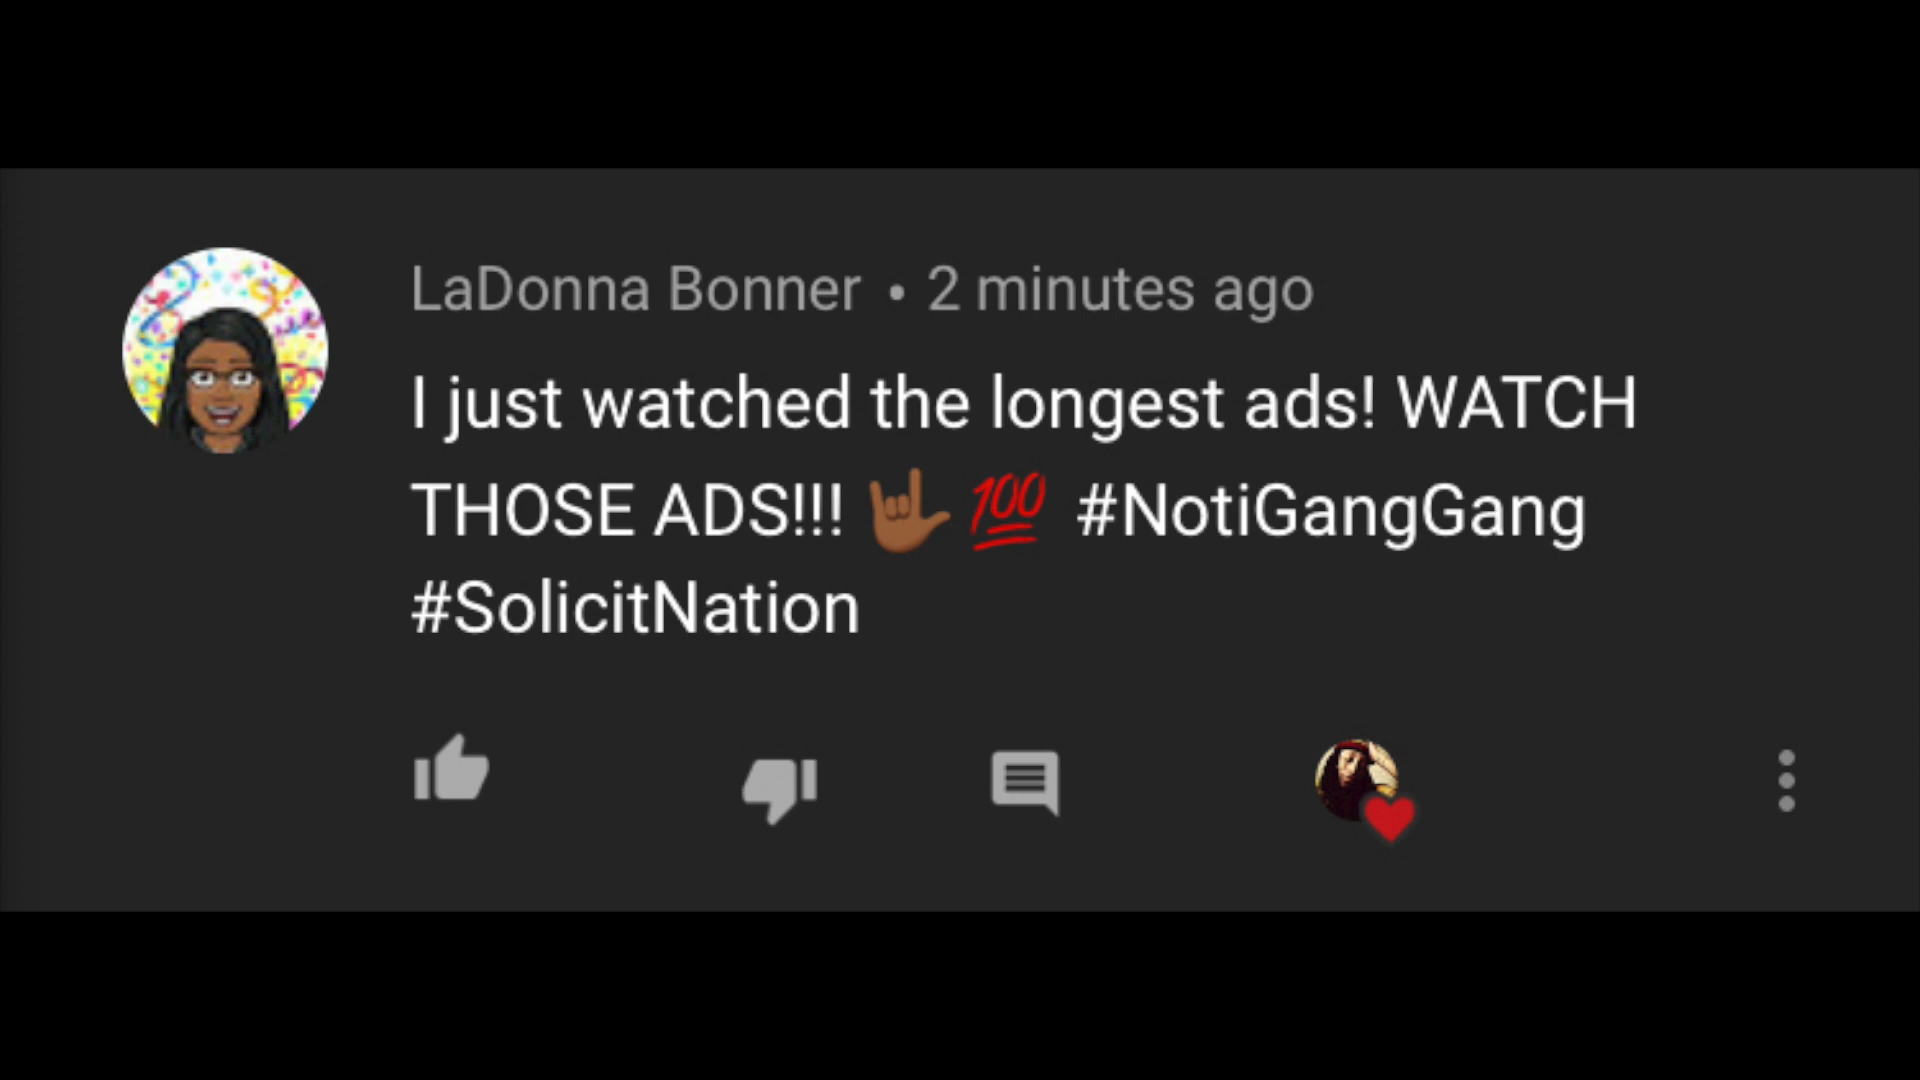 LaDonna Bonner • 2 minutes ago
I just watched the longest ads! WATCH
THOSE ADS!!! 🤟🏾💯 #NotiGangGang
#SolicitNation